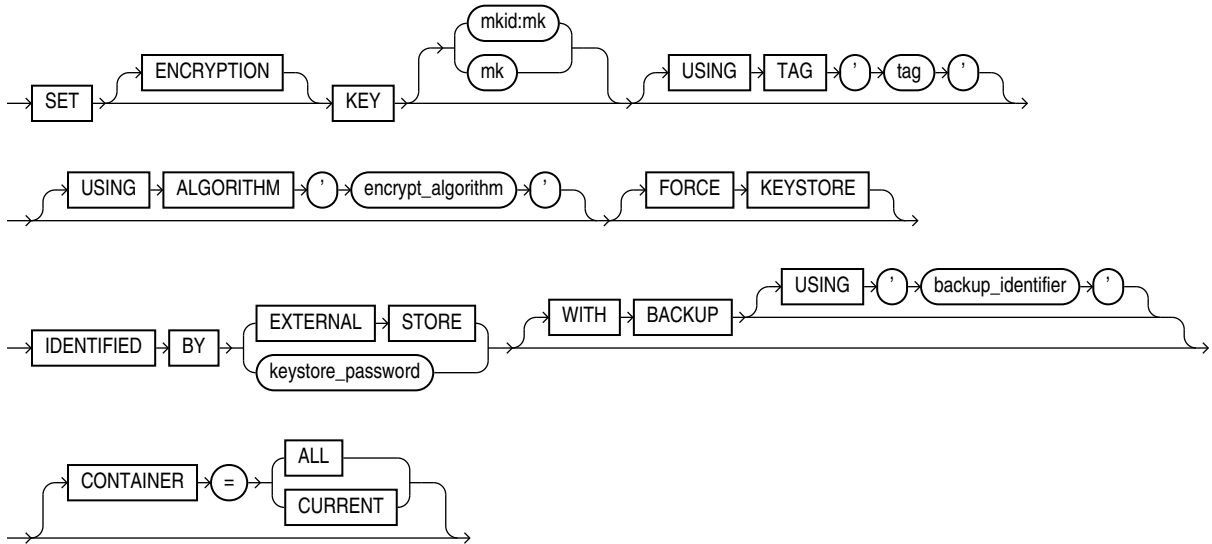 mkid:mk
SET ENCRYPTION KEY mk USING TAG ' tag '
USING ALGORITHM ' encrypt_algorithm ' FORCE KEYSTORE
USING ' backup_identifier '
EXTERNAL STORE WITH BACKUP
IDENTIFIED BY
keystore_password
ALL
CONTAINER =
CURRENT